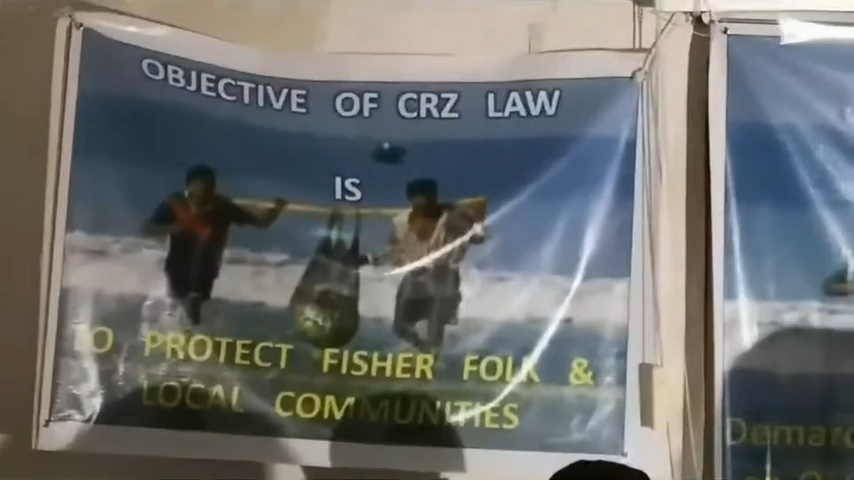 OBJECTIVE OF CRZ LAW
IS
TO PROTECT FISHER FOLK &
LOCAL COMMUNITIES